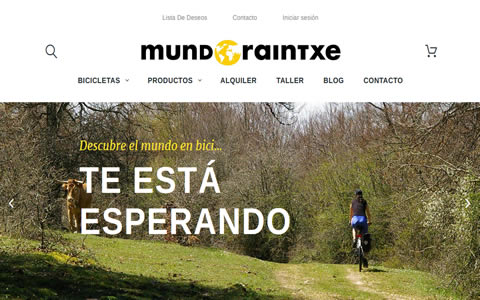 Lista De Deseos Contacto Iniciar sesión
mundoraintxe
BICICLETAS PRODUCTOS ALQUILER TALLER BLOG CONTACTO
Descubre el mundo en bici...
TE ESTÁ
ESPERANDO